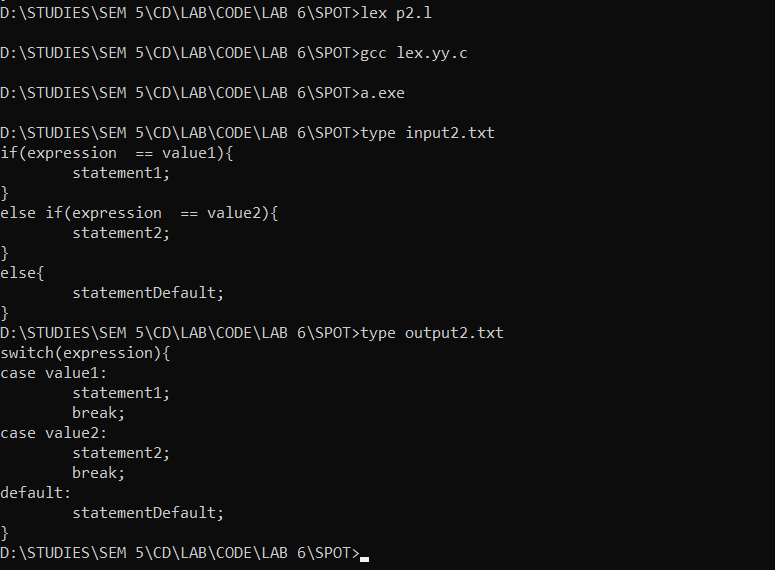 D:\STUDIES\SEM 5\CD\LAB\CODE\LAB 6\SPOT>lex p2.l
D:\STUDIES\SEM 5\CD\LAB\CODE\LAB 6\SPOT>gcc lex.yy.c
D:\STUDIES\SEM 5\CD\LAB\CODE\LAB 6\SPOT>a.exe
D:\STUDIES\SEM 5\CD\LAB\CODE\LAB 6\SPOT>type input2.txt
if(expression  == value1){
        statement1;
}
else if(expression  == value2){
        statement2;
}
else{
        statementDefault;
}
D:\STUDIES\SEM 5\CD\LAB\CODE\LAB 6\SPOT>type output2.txt
switch(expression){
case value1:
        statement1;
        break;
case value2:
        statement2;
        break;
default:
        statementDefault;
}
D:\STUDIES\SEM 5\CD\LAB\CODE\LAB 6\SPOT>